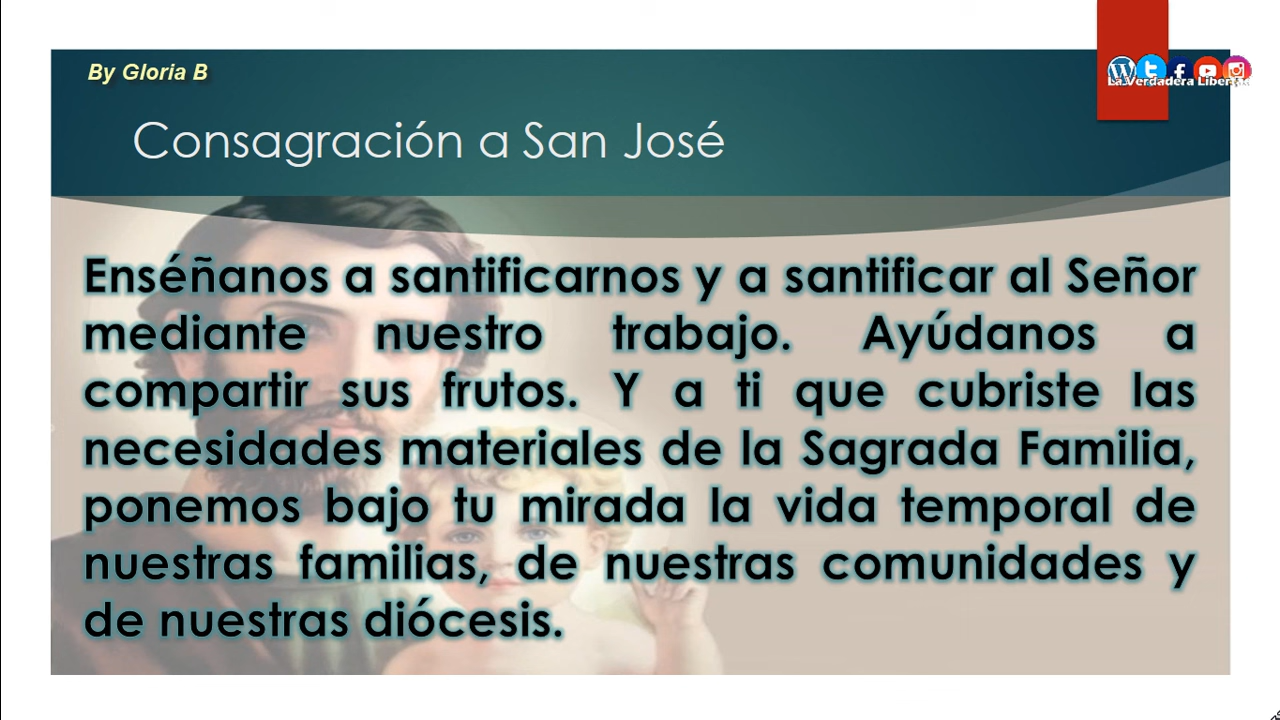 By Gloria B
La Verdadera Libertad
Consagración a San José
Enséñanos a santificarnos y a santificar al Señor
mediante nuestro trabajo. Ayúdanos a
compartir sus frutos. Y a ti que cubriste las
necesidades materiales de la Sagrada Familia,
ponemos bajo tu mirada la vida temporal de
nuestras familias, de nuestras comunidades y
de nuestras diócesis.